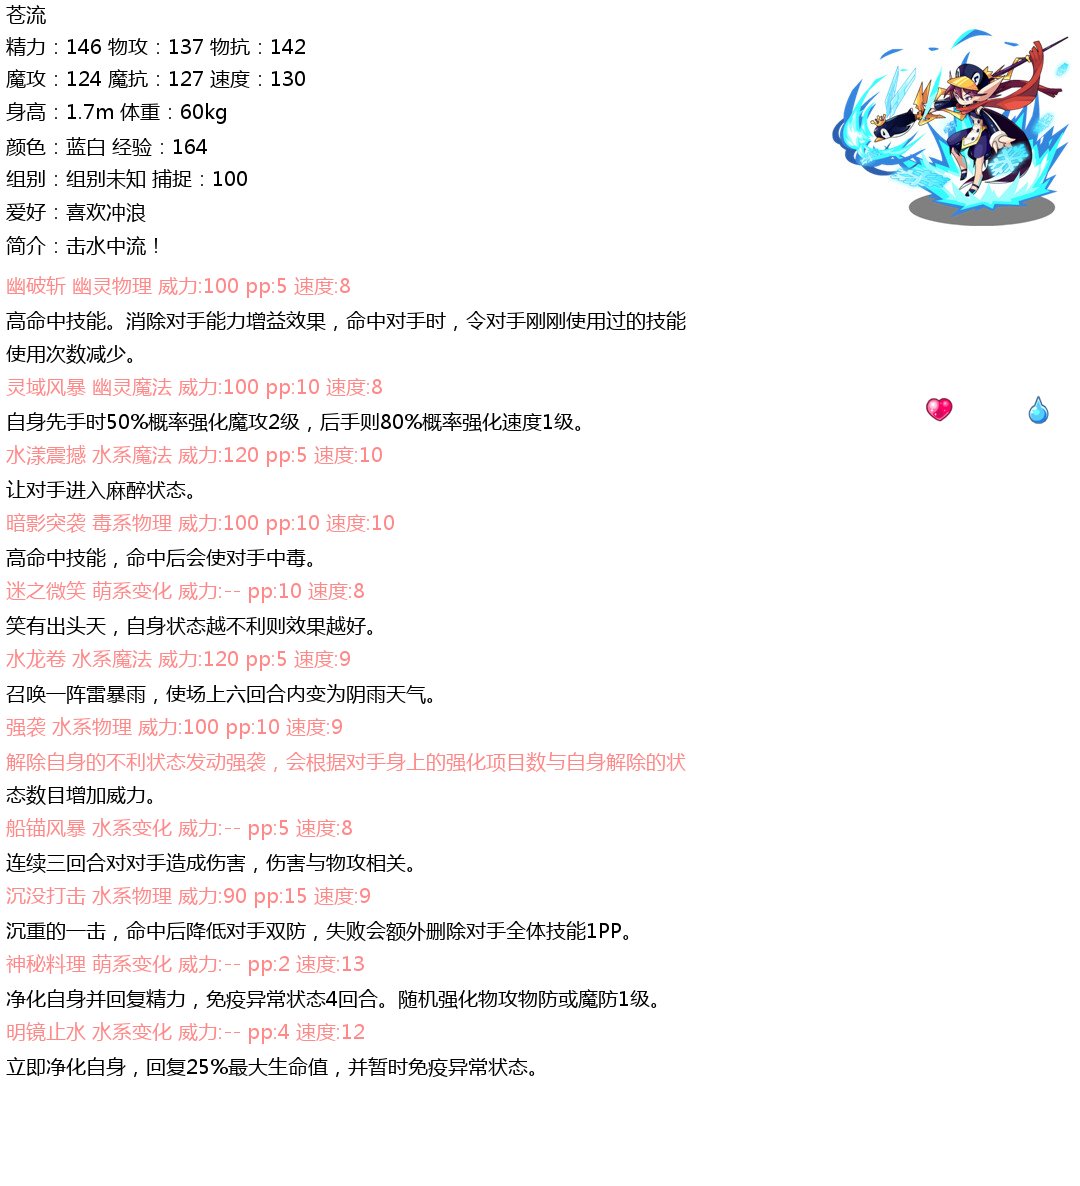 苍流
精力：146 物攻：137 物抗：142
魔攻：124 魔抗：127 速度：130
身高：1.7m 体重：60kg
颜色：蓝白 经验：164
组别：组别未知 捕捉：100
爱好：喜欢冲浪
简介：击水中流！
幽破斩 幽灵物理 威力:100 pp:5 速度:8
高命中技能。消除对手能力增益效果，命中对手时，令对手刚刚使用过的技能
使用次数减少。
灵域风暴 幽灵魔法 威力:100 pp:10 速度:8
自身先手时50%概率强化魔攻2级，后手则80%概率强化速度1级。
水漾震撼 水系魔法 威力:120 pp:5 速度:10
让对手进入麻醉状态。
暗影突袭 毒系物理 威力:100 pp:10 速度:10
高命中技能，命中后会使对手中毒。
迷之微笑 萌系变化 威力:-- pp:10 速度:8
笑有出头天，自身状态越不利则效果越好。
水龙卷 水系魔法 威力:120 pp:5 速度:9
召唤一阵雷暴雨，使场上六回合内变为阴雨天气。
强袭 水系物理 威力:100 pp:10 速度:9
解除自身的不利状态发动强袭，会根据对手身上的强化项目数与自身解除的状
态数目增加威力。
船锚风暴 水系变化 威力:-- pp:5 速度:8
连续三回合对对手造成伤害，伤害与物攻相关。
沉没打击 水系物理 威力:90 pp:15 速度:9
沉重的一击，命中后降低对手双防，失败会额外删除对手全体技能1PP。
神秘料理 萌系变化 威力:-- pp:2 速度:13
净化自身并回复精力，免疫异常状态4回合。随机强化物攻物防或魔防1级。
明镜止水 水系变化 威力:-- pp:4 速度:12
立即净化自身，回复25%最大生命值，并暂时免疫异常状态。